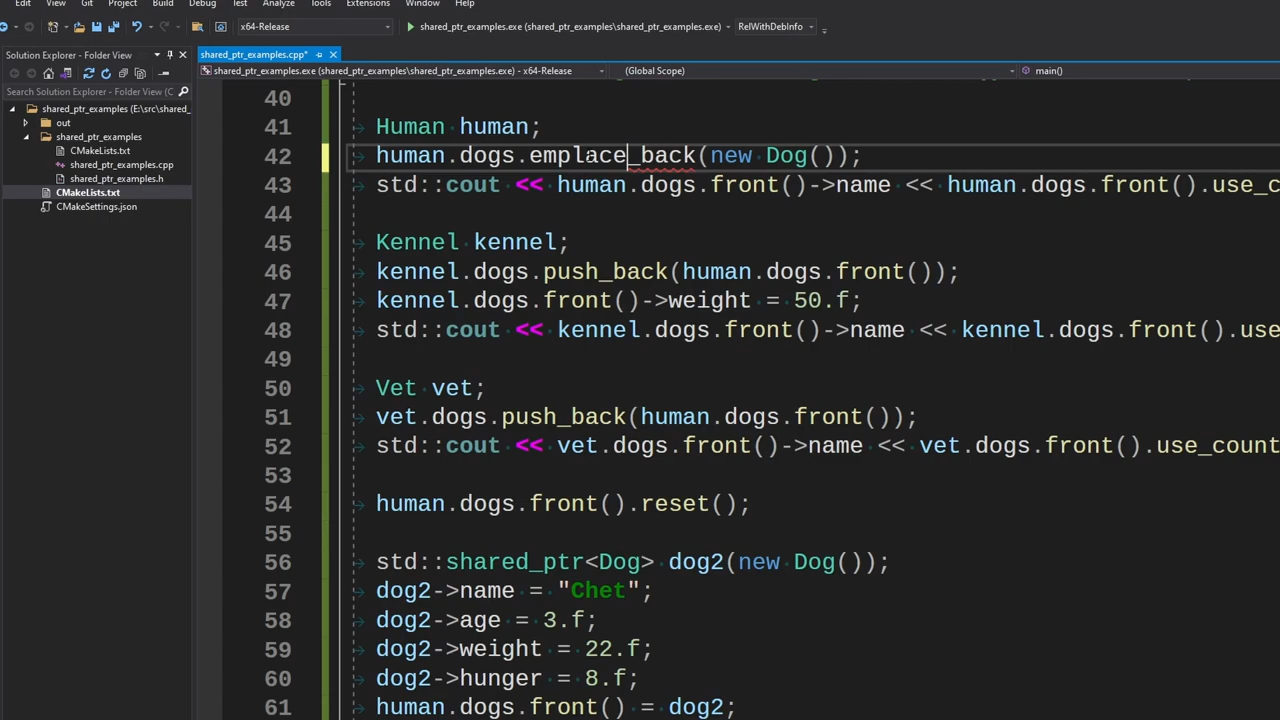 Edit View Git Project Build Debug Test Analyze Tools Extensions Window Help
x64-Release shared_ptr_examples.exe (shared_ptr_examples\shared_ptr_examples.exe) RelWithDebInfo
Solution Explorer - Folder View
shared_ptr_examples.cpp*
shared_ptr_examples.exe (shared_ptr_examples\shared_ptr_examples.exe) - x64-Release
(Global Scope)
main()
Search Solution Explorer - Folder View
shared_ptr_examples (E:\src\shared_
out
shared_ptr_examples
CMakeLists.txt
shared_ptr_examples.cpp
shared_ptr_examples.h
CMakeLists.txt
CMakeSettings.json
40
41 Human human;
42 human.dogs.emplace_back(new Dog());
43 std::cout << human.dogs.front()->name << human.dogs.front().use_c
44
45 Kennel kennel;
46 kennel.dogs.push_back(human.dogs.front());
47 kennel.dogs.front()->weight = 50.f;
48 std::cout << kennel.dogs.front()->name << kennel.dogs.front().use
49
50 Vet vet;
51 vet.dogs.push_back(human.dogs.front());
52 std::cout << vet.dogs.front()->name << vet.dogs.front().use_count
53
54 human.dogs.front().reset();
55
56 std::shared_ptr<Dog> dog2(new Dog());
57 dog2->name = "Chet";
58 dog2->age = 3.f;
59 dog2->weight = 22.f;
60 dog2->hunger = 8.f;
61 human.dogs.front() = dog2;